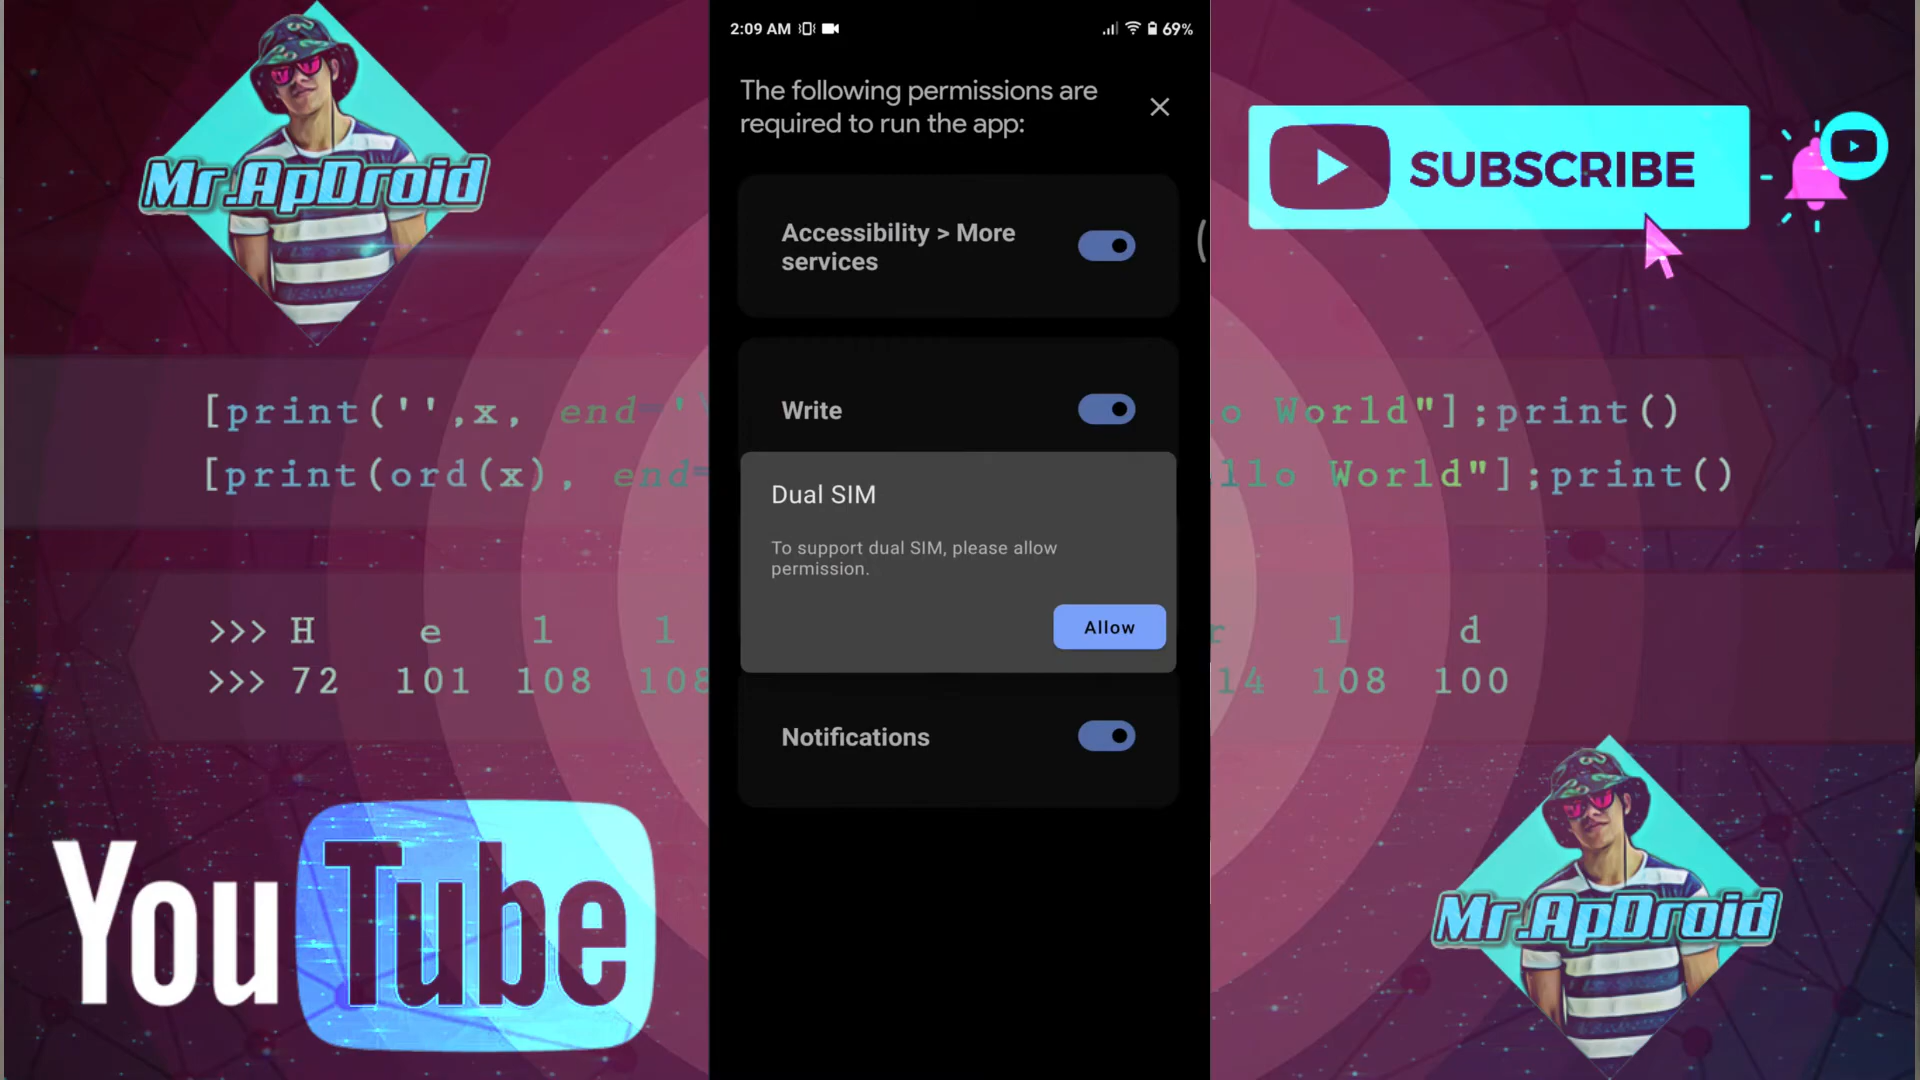 Mr.ApDroid
2:09 AM
69%
The following permissions are
required to run the app:
SUBSCRIBE
Accessibility > More
services
Write
[print('',x, end='\
o World"];print()
[print(ord(x), end=
llo World"];print()
Dual SIM
To support dual SIM, please allow
permission.
Allow
>>> H e l l
r l d
>>> 72 101 108 108
14 108 100
Notifications
YouTube
Mr.ApDroid